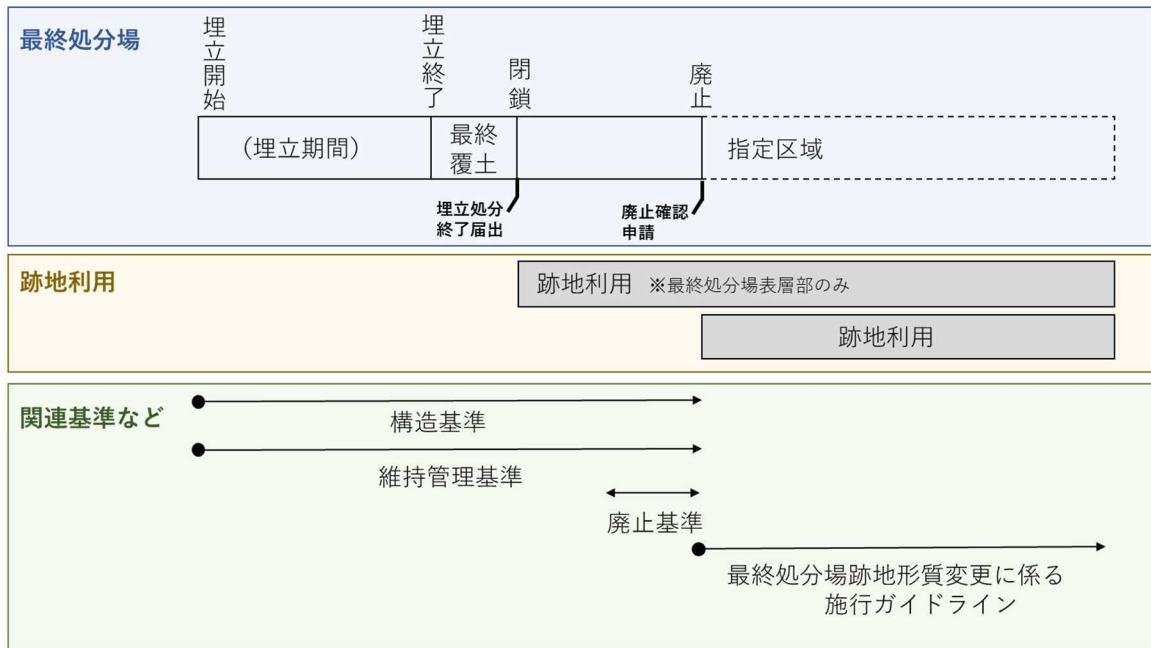 最終処分場
埋立開始
埋立終了
閉鎖
廃止
（埋立期間）
最終
覆土
指定区域
埋立処分
終了届出
廃止確認
申請
跡地利用
跡地利用 ※最終処分場表層部のみ
跡地利用
関連基準など
構造基準
維持管理基準
廃止基準
最終処分場跡地形質変更に係る
施行ガイドライン